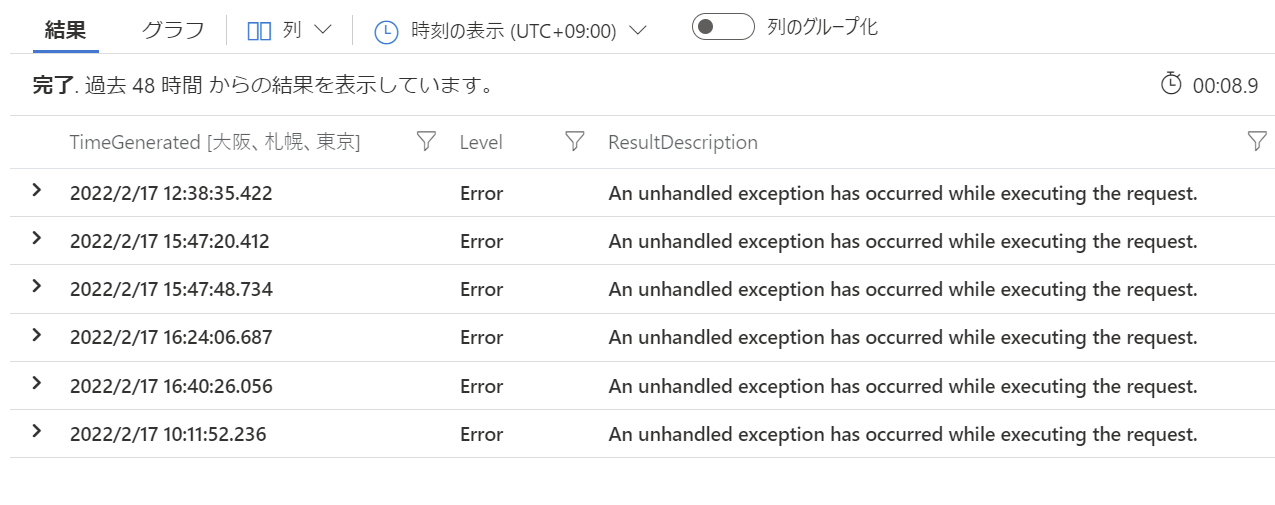 結果 グラフ 列 時刻の表示 (UTC+09:00) 列のグループ化
完了. 過去 48 時間 からの結果を表示しています。 00:08.9
TimeGenerated [大阪、札幌、東京] Level ResultDescription
2022/2/17 12:38:35.422 Error An unhandled exception has occurred while executing the request.
2022/2/17 15:47:20.412 Error An unhandled exception has occurred while executing the request.
2022/2/17 15:47:48.734 Error An unhandled exception has occurred while executing the request.
2022/2/17 16:24:06.687 Error An unhandled exception has occurred while executing the request.
2022/2/17 16:40:26.056 Error An unhandled exception has occurred while executing the request.
2022/2/17 10:11:52.236 Error An unhandled exception has occurred while executing the request.